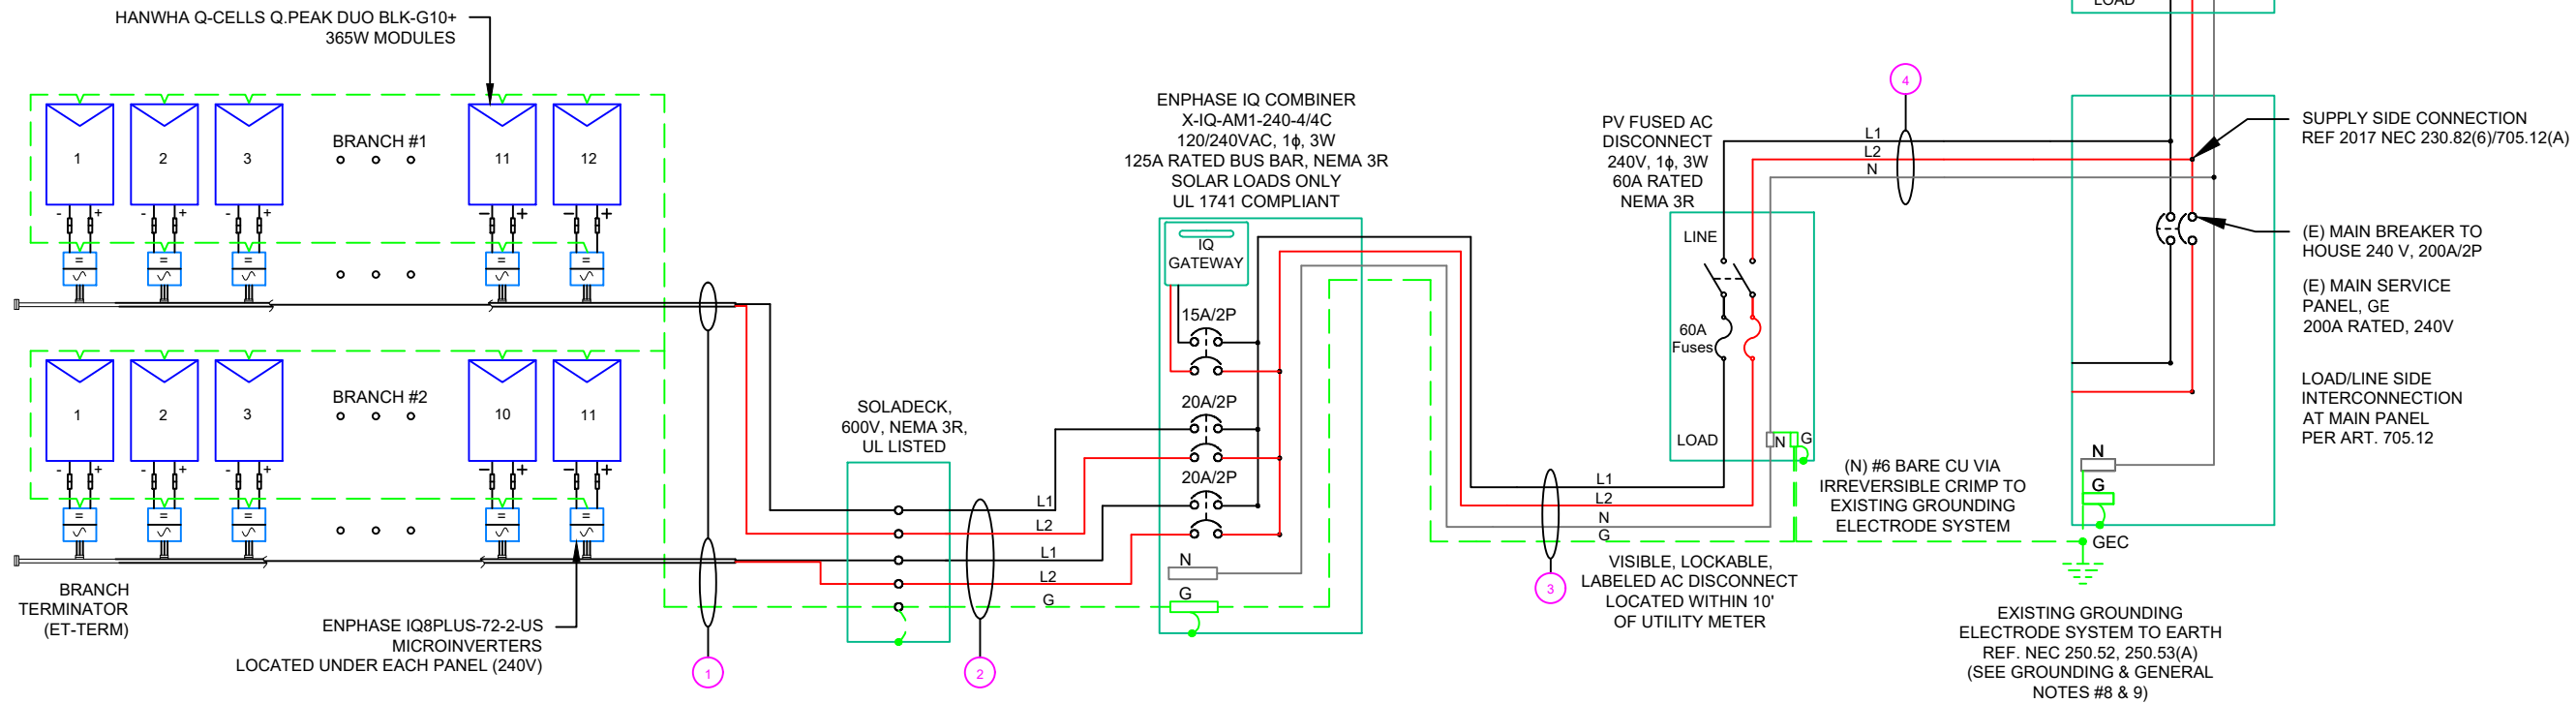 HANWHA Q-CELLS Q.PEAK DUO BLK-G10+
365W MODULES
1
2
3
BRANCH #1
11
12
- +
- +
- +
- +
- +
1
2
3
BRANCH #2
10
11
- +
- +
- +
- +
- +
BRANCH
TERMINATOR
(ET-TERM)
ENPHASE IQ8PLUS-72-2-US
MICROINVERTERS
LOCATED UNDER EACH PANEL (240V)
1
SOLADECK,
600V, NEMA 3R,
UL LISTED
L1
L2
L1
L2
G
2
ENPHASE IQ COMBINER
X-IQ-AM1-240-4/4C
120/240VAC, 1ϕ, 3W
125A RATED BUS BAR, NEMA 3R
SOLAR LOADS ONLY
UL 1741 COMPLIANT
IQ
GATEWAY
15A/2P
20A/2P
20A/2P
N
G
L1
L2
N
G
3
PV FUSED AC
DISCONNECT
240V, 1ϕ, 3W
60A RATED
NEMA 3R
LINE
60A
Fuses
LOAD
N G
VISIBLE, LOCKABLE,
LABELED AC DISCONNECT
LOCATED WITHIN 10'
OF UTILITY METER
(N) #6 BARE CU VIA
IRREVERSIBLE CRIMP TO
EXISTING GROUNDING
ELECTRODE SYSTEM
4
L1
L2
N
LOAD
SUPPLY SIDE CONNECTION
REF 2017 NEC 230.82(6)/705.12(A)
(E) MAIN BREAKER TO
HOUSE 240 V, 200A/2P
(E) MAIN SERVICE
PANEL, GE
200A RATED, 240V
LOAD/LINE SIDE
INTERCONNECTION
AT MAIN PANEL
PER ART. 705.12
N
G
GEC
EXISTING GROUNDING
ELECTRODE SYSTEM TO EARTH
REF. NEC 250.52, 250.53(A)
(SEE GROUNDING & GENERAL
NOTES #8 & 9)